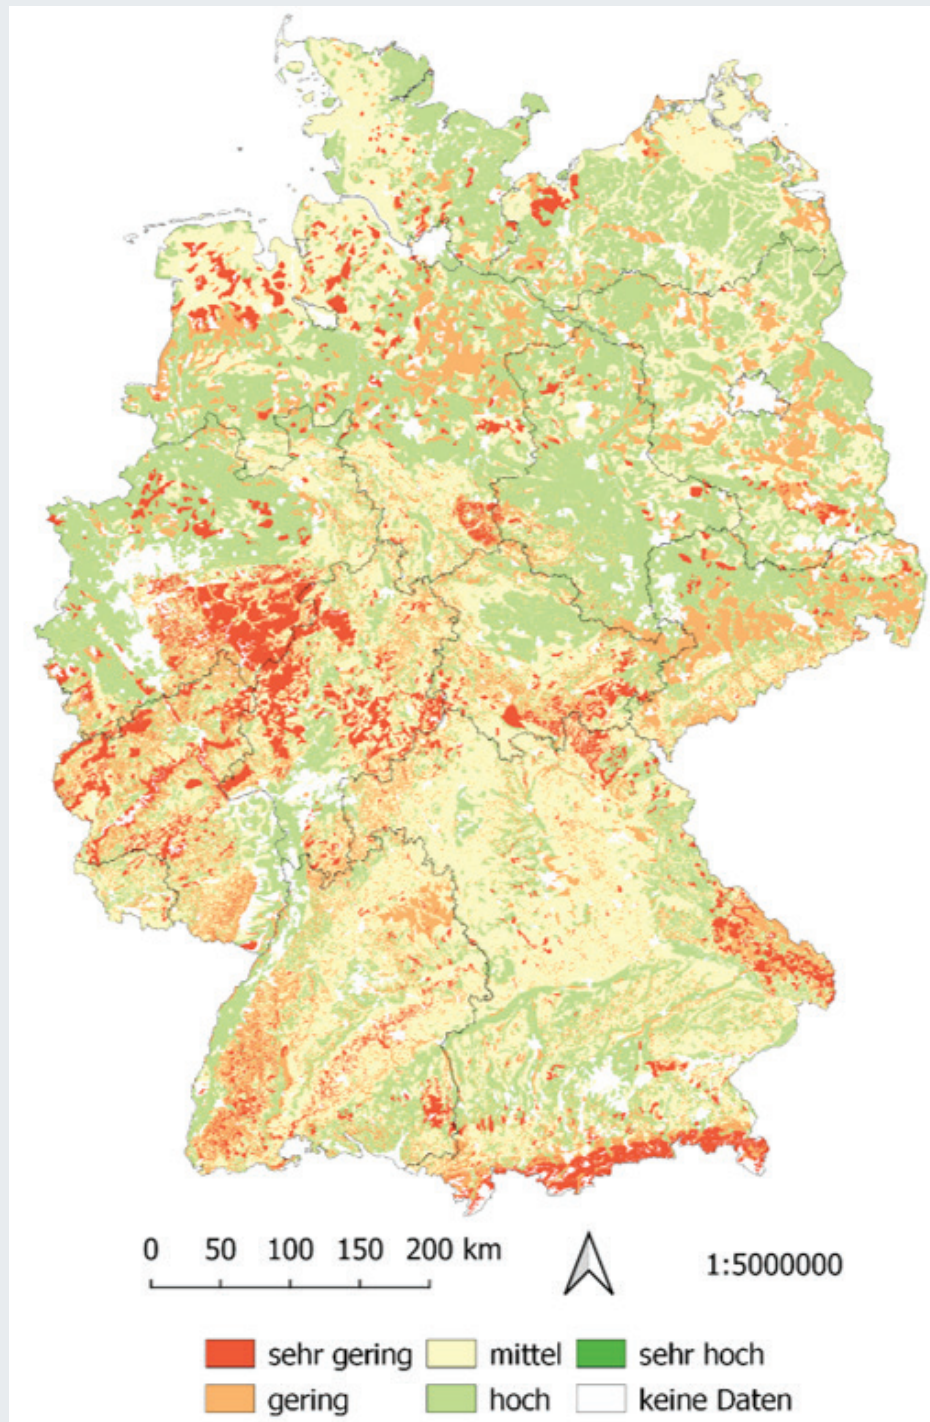 0 50 100 150 200 km
1:5000000
sehr gering mittel sehr hoch
gering hoch keine Daten